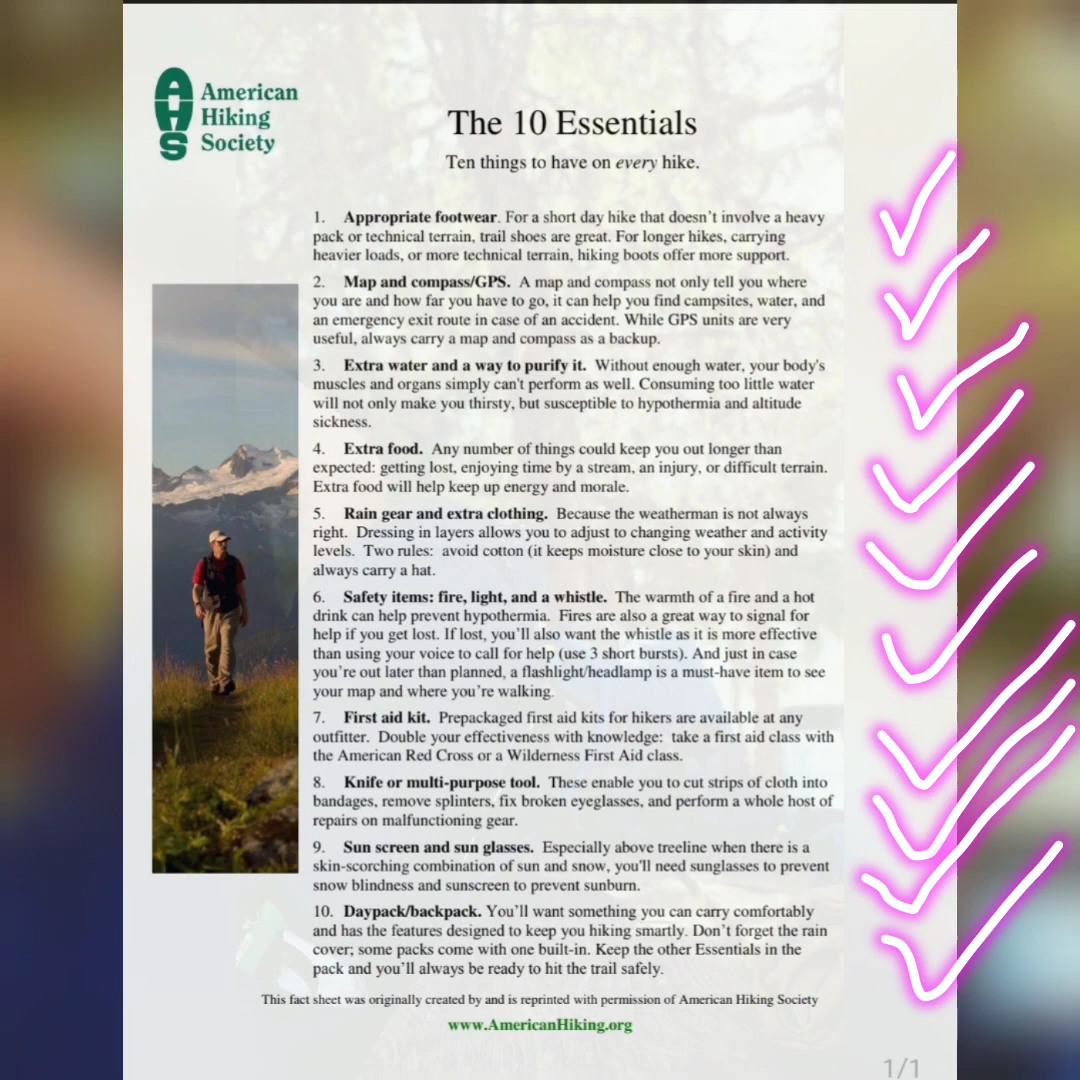 American
Hiking
Society
AHS
The 10 Essentials
Ten things to have on every hike.
1. Appropriate footwear. For a short day hike that doesn't involve a heavy
pack or technical terrain, trail shoes are great. For longer hikes, carrying
heavier loads, or more technical terrain, hiking boots offer more support.
2. Map and compass/GPS. A map and compass not only tell you where
you are and how far you have to go, it can help you find campsites, water, and
an emergency exit route in case of an accident. While GPS units are very
useful, always carry a map and compass as a backup.
3. Extra water and a way to purify it. Without enough water, your body's
muscles and organs simply can't perform as well. Consuming too little water
will not only make you thirsty, but susceptible to hypothermia and altitude
sickness.
4. Extra food. Any number of things could keep you out longer than
expected: getting lost, enjoying time by a stream, an injury, or difficult terrain.
Extra food will help keep up energy and morale.
5. Rain gear and extra clothing. Because the weatherman is not always
right. Dressing in layers allows you to adjust to changing weather and activity
levels. Two rules: avoid cotton (it keeps moisture close to your skin) and
always carry a hat.
6. Safety items: fire, light, and a whistle. The warmth of a fire and a hot
drink can help prevent hypothermia. Fires are also a great way to signal for
help if you get lost. If lost, you'll also want the whistle as it is more effective
than using your voice to call for help (use 3 short bursts). And just in case
you're out later than planned, a flashlight/headlamp is a must-have item to see
your map and where you're walking.
7. First aid kit. Prepackaged first aid kits for hikers are available at any
outfitter. Double your effectiveness with knowledge: take a first aid class with
the American Red Cross or a Wilderness First Aid class.
8. Knife or multi-purpose tool. These enable you to cut strips of cloth into
bandages, remove splinters, fix broken eyeglasses, and perform a whole host of
repairs on malfunctioning gear.
9. Sun screen and sun glasses. Especially above treeline when there is a
skin-scorching combination of sun and snow, you'll need sunglasses to prevent
snow blindness and sunscreen to prevent sunburn.
10. Daypack/backpack. You'll want something you can carry comfortably
and has the features designed to keep you hiking smartly. Don't forget the rain
cover; some packs come with one built-in. Keep the other Essentials in the
pack and you'll always be ready to hit the trail safely.
This fact sheet was originally created by and is reprinted with permission of American Hiking Society
www.AmericanHiking.org
1/1